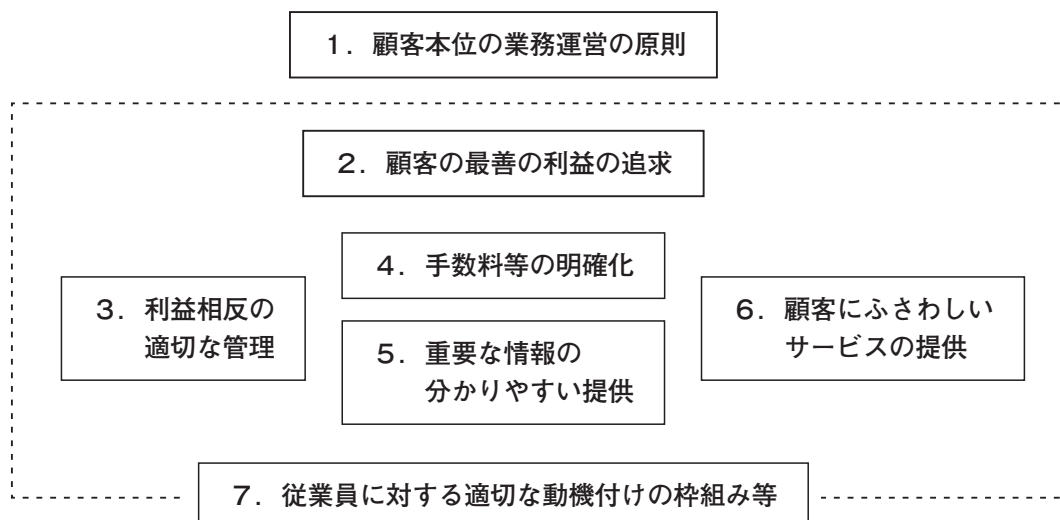 1．顧客本位の業務運営の原則
2．顧客の最善の利益の追求
3．利益相反の
適切な管理
4．手数料等の明確化
5．重要な情報の
分かりやすい提供
6．顧客にふさわしい
サービスの提供
7．従業員に対する適切な動機付けの枠組み等